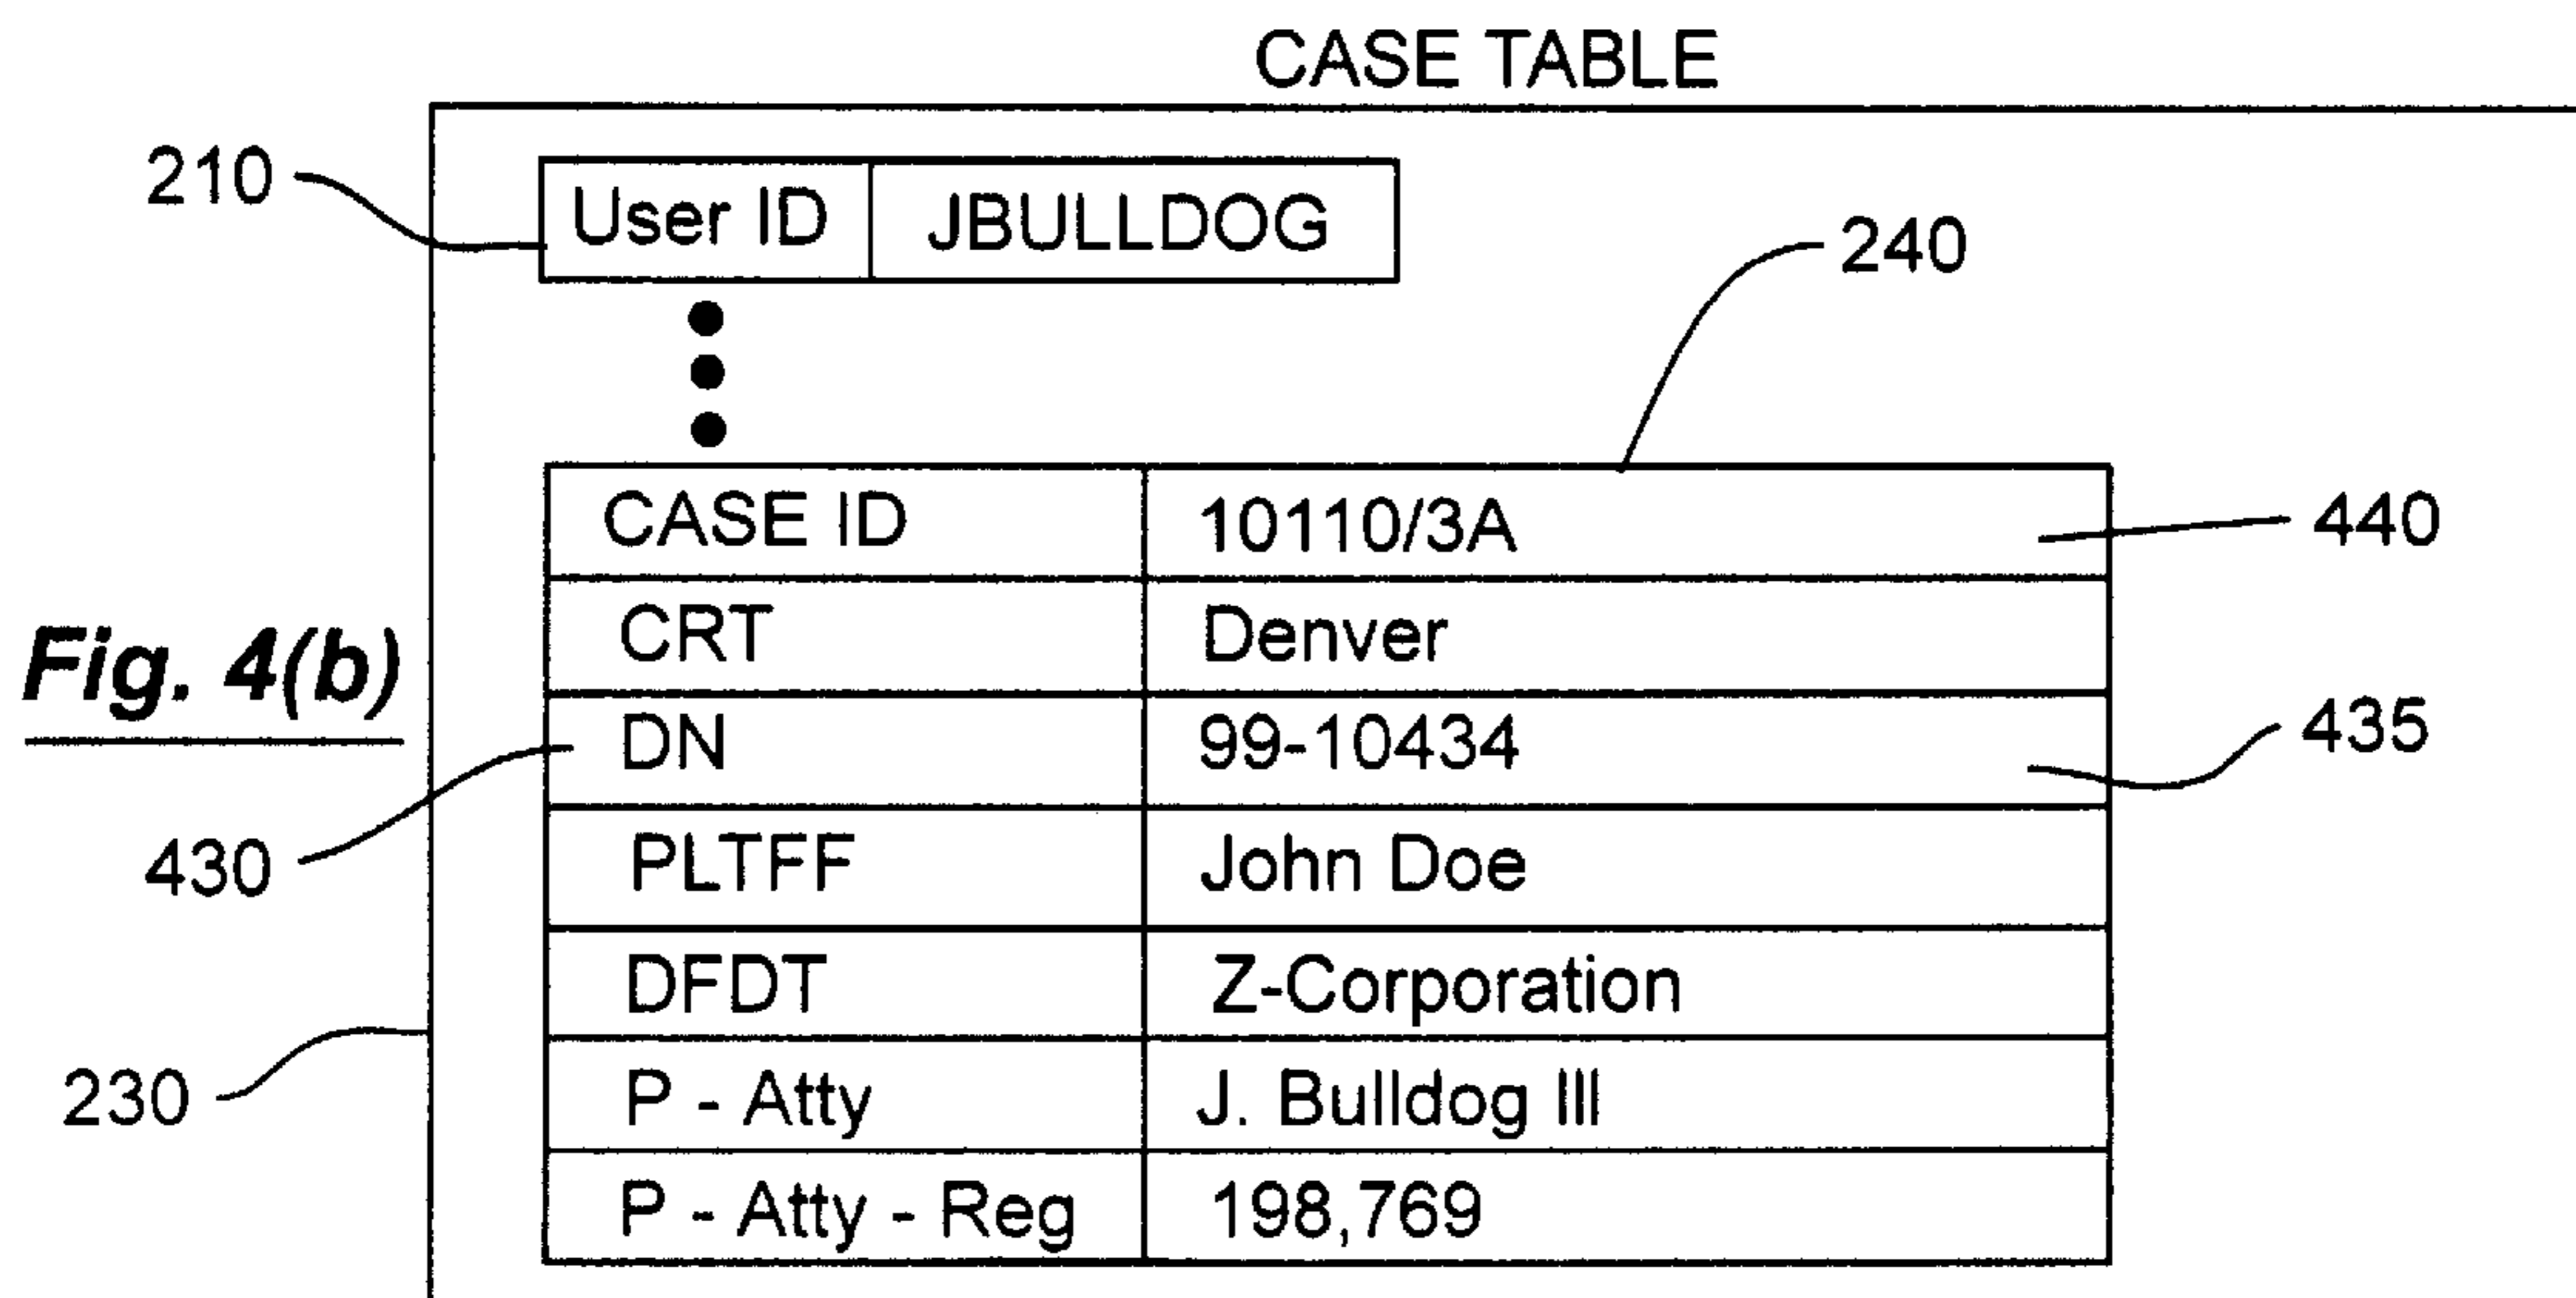 CASE TABLE
210
User ID JBULLDOG
240
CASE ID 10110/3A
440
CRT Denver
Fig. 4(b)
DN 99-10434
435
430
PLTFF John Doe
DFDT Z-Corporation
230
P - Atty J. Bulldog III
P - Atty - Reg 198,769